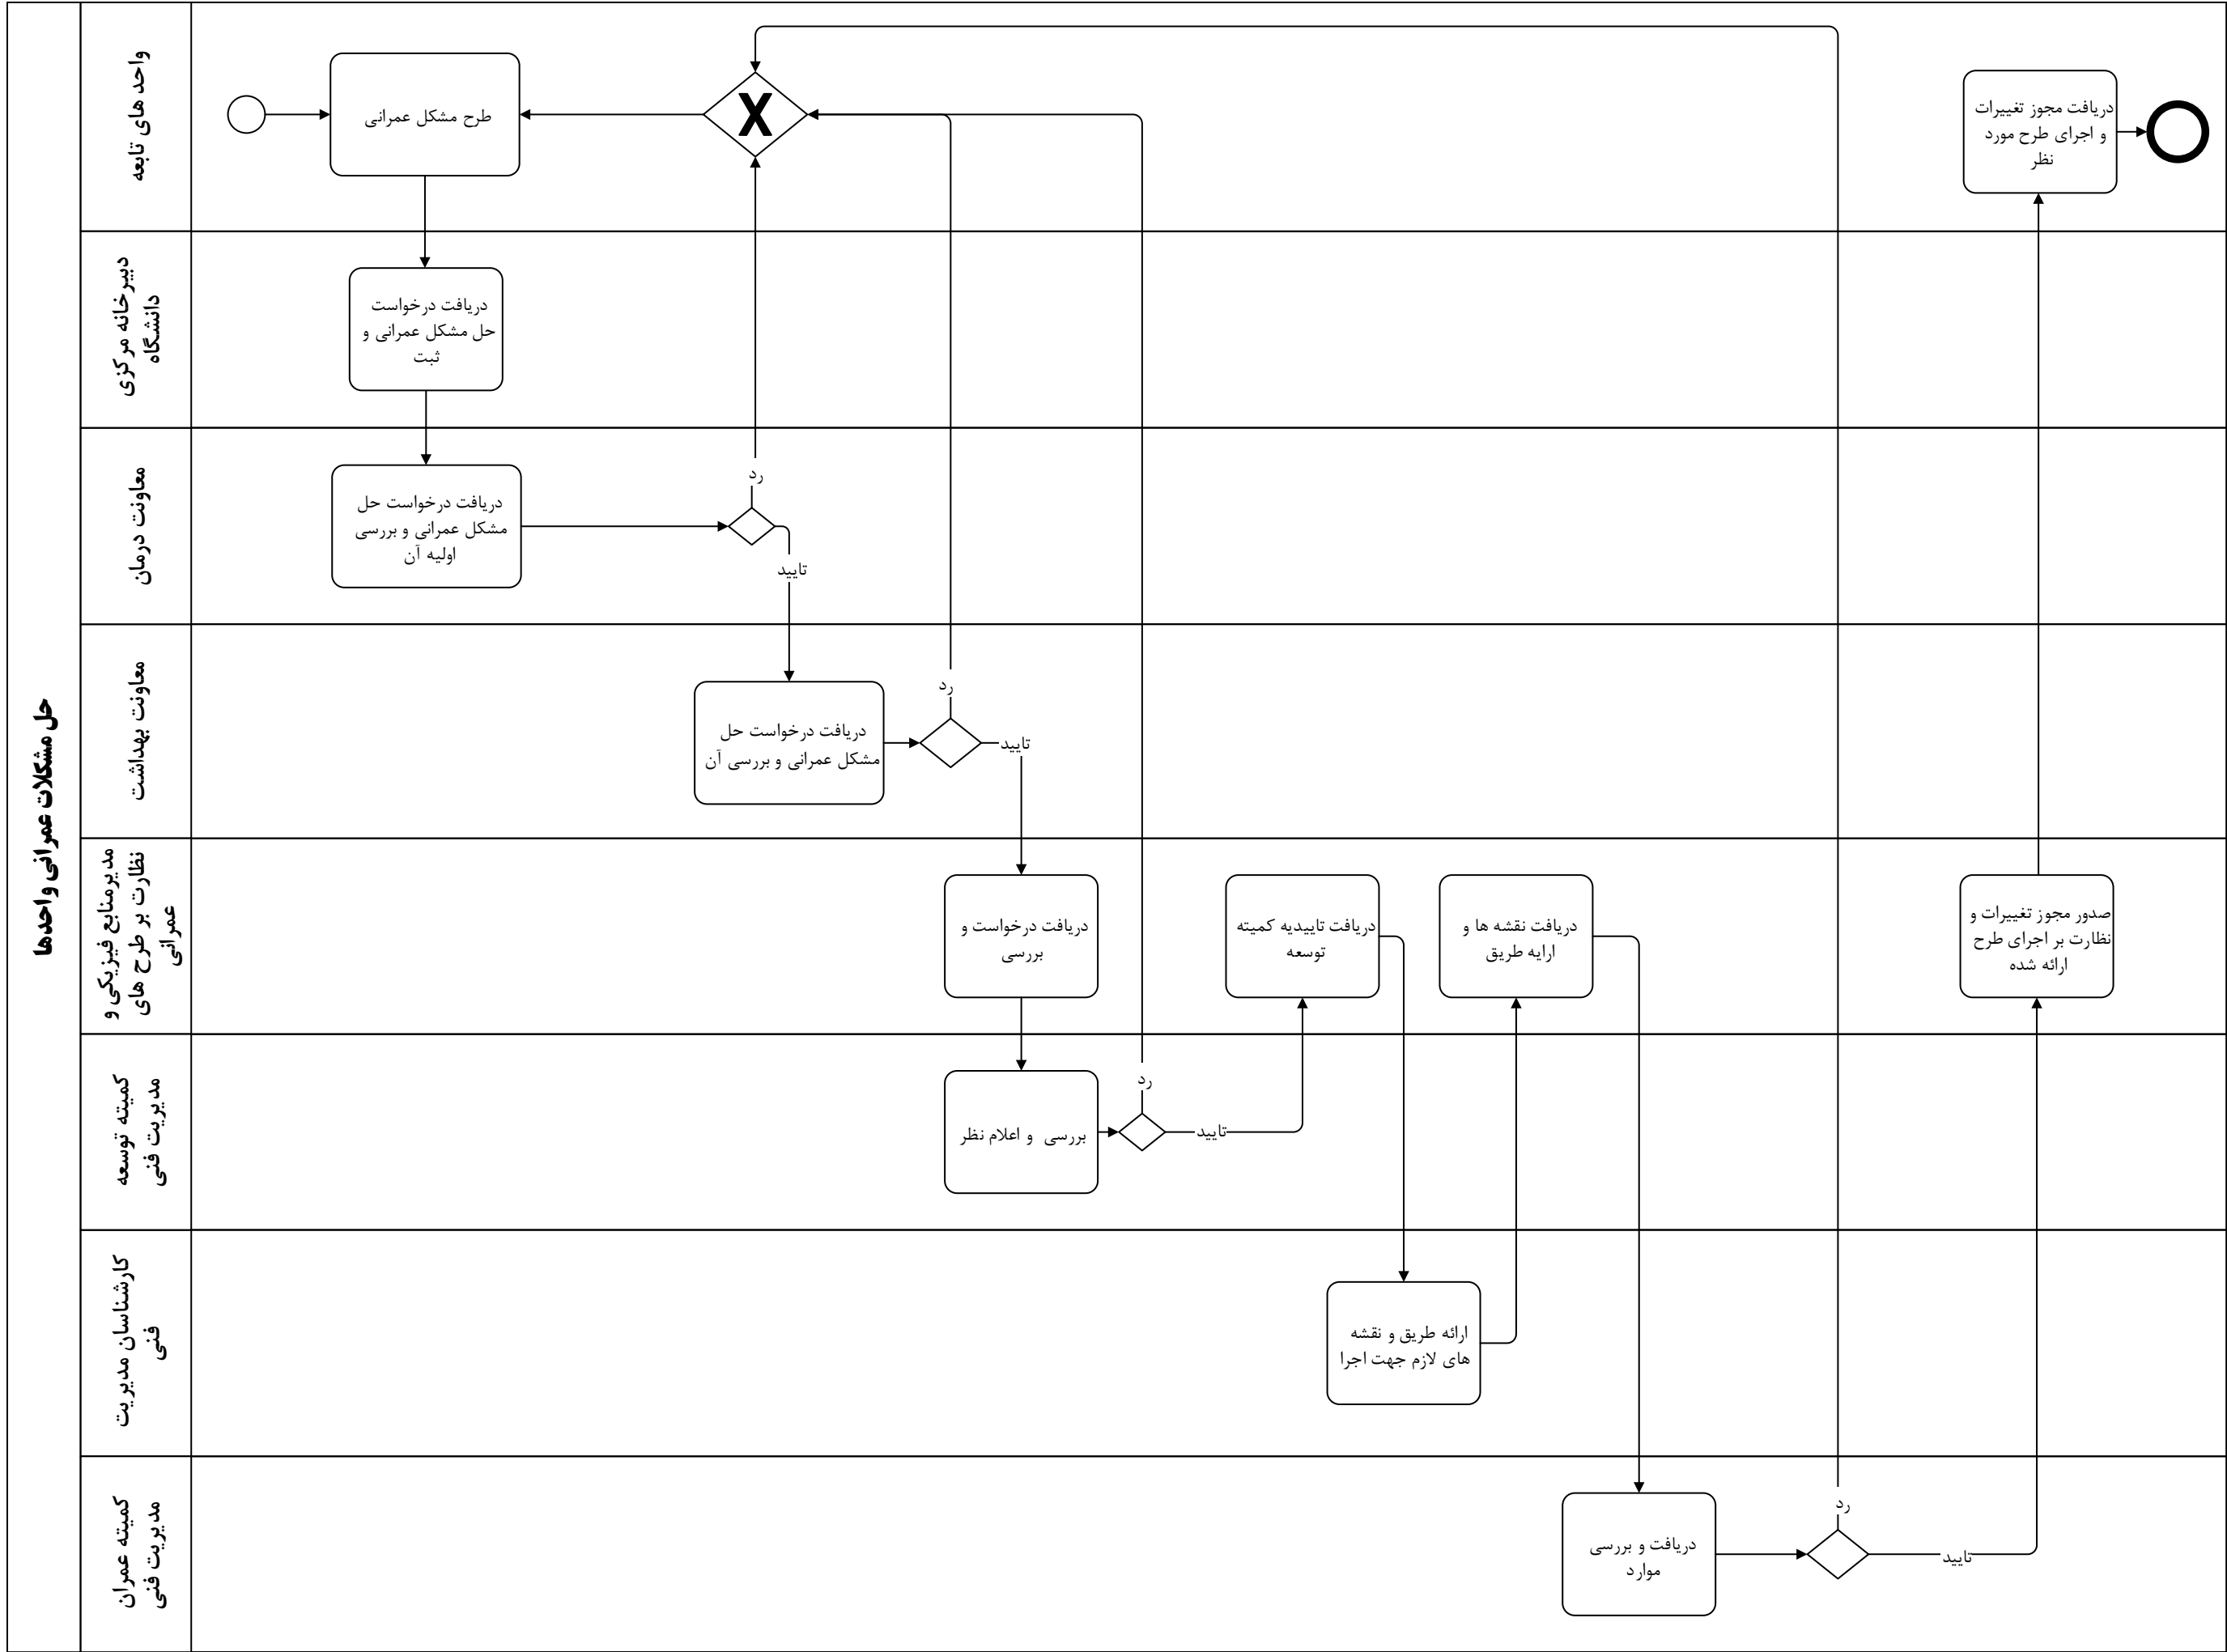 حل مشکلات عمرانی واحدها
واحد های تابعه
طرح مشکل عمرانی
X
دریافت مجوز تغییرات
و اجرای طرح مورد
نظر
دبیرخانه مرکزی
دانشگاه
دریافت درخواست
حل مشکل عمرانی و
ثبت
معاونت درمان
دریافت درخواست حل
مشکل عمرانی و بررسی
اولیه آن
رد
تایید
معاونت بهداشت
دریافت درخواست حل
مشکل عمرانی و بررسی آن
رد
تایید
مدیرمنابع فیزیکی و
نظارت بر طرح های
عمرانی
دریافت درخواست و
بررسی
دریافت تاییدیه کمیته
توسعه
دریافت نقشه ها و
ارایه طریق
صدور مجوز تغییرات و
نظارت بر اجرای طرح
ارائه شده
کمیته توسعه
مدیریت فنی
بررسی و اعلام نظر
رد
تایید
کارشناسان مدیریت
فنی
ارائه طریق و نقشه
های لازم جهت اجرا
کمیته عمران
مدیریت فنی
دریافت و بررسی
موارد
رد
تایید